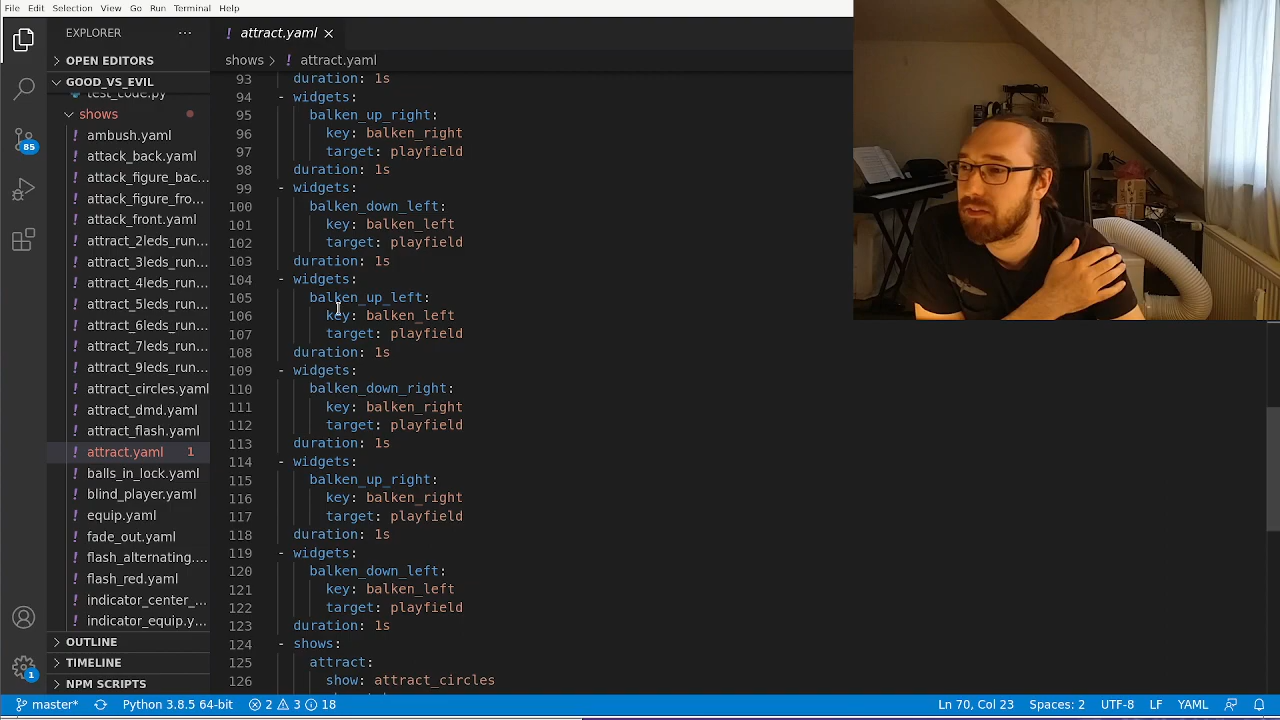 File Edit Selection View Go Run Terminal Help
EXPLORER
OPEN EDITORS
GOOD_VS_EVIL
test_code.py
shows
ambush.yaml
attack_back.yaml
attack_figure_bac...
attack_figure_fro...
attack_front.yaml
attract_2leds_run...
attract_3leds_run...
attract_4leds_run...
attract_5leds_run...
attract_6leds_run...
attract_7leds_run...
attract_9leds_run...
attract_circles.yaml
attract_dmd.yaml
attract_flash.yaml
attract.yaml 1
balls_in_lock.yaml
blind_player.yaml
equip.yaml
fade_out.yaml
flash_alternating....
flash_red.yaml
indicator_center_...
indicator_equip.y...
OUTLINE
TIMELINE
NPM SCRIPTS
85
1
! attract.yaml ×
shows > ! attract.yaml
93 duration: 1s
94 - widgets:
95 balken_up_right:
96 key: balken_right
97 target: playfield
98 duration: 1s
99 - widgets:
100 balken_down_left:
101 key: balken_left
102 target: playfield
103 duration: 1s
104 - widgets:
105 balken_up_left:
106 key: balken_left
107 target: playfield
108 duration: 1s
109 - widgets:
110 balken_down_right:
111 key: balken_right
112 target: playfield
113 duration: 1s
114 - widgets:
115 balken_up_right:
116 key: balken_right
117 target: playfield
118 duration: 1s
119 - widgets:
120 balken_down_left:
121 key: balken_left
122 target: playfield
123 duration: 1s
124 - shows:
125 attract:
126 show: attract_circles
master* Python 3.8.5 64-bit 2 3 18 Ln 70, Col 23 Spaces: 2 UTF-8 LF YAML